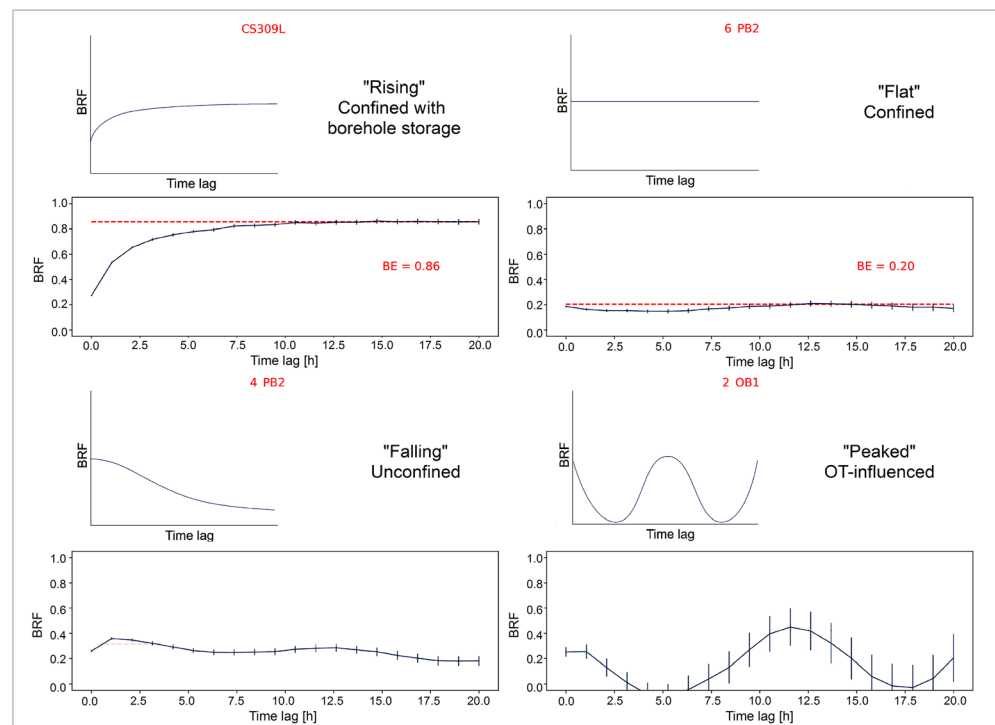 CS309L
BRF
"Rising"
Confined with
borehole storage
Time lag
1.0
0.8
0.6
0.4
0.2
0.0
BRF
BE = 0.86
0.0 2.5 5.0 7.5 10.0 12.5 15.0 17.5 20.0
Time lag [h]
6 PB2
BRF
"Flat"
Confined
Time lag
1.0
0.8
0.6
0.4
0.2
0.0
BRF
BE = 0.20
0.0 2.5 5.0 7.5 10.0 12.5 15.0 17.5 20.0
Time lag [h]
4 PB2
BRF
"Falling"
Unconfined
Time lag
1.0
0.8
0.6
0.4
0.2
0.0
BRF
0.0 2.5 5.0 7.5 10.0 12.5 15.0 17.5 20.0
Time lag [h]
2 OB1
BRF
"Peaked"
OT-influenced
Time lag
1.0
0.8
0.6
0.4
0.2
0.0
BRF
0.0 2.5 5.0 7.5 10.0 12.5 15.0 17.5 20.0
Time lag [h]